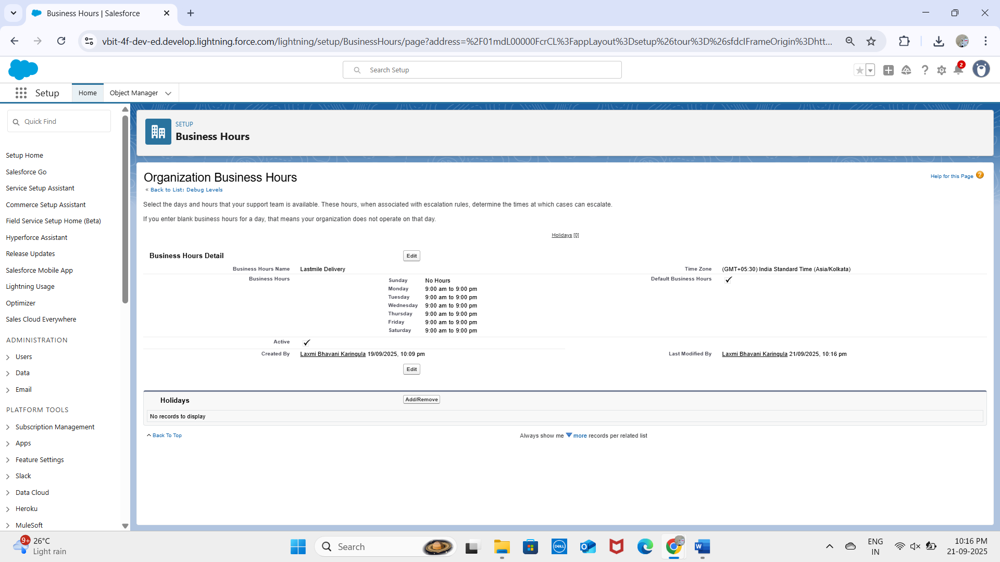 Business Hours | Salesforce
vbit-4f-dev-ed.develop.lightning.force.com/lightning/setup/BusinessHours/page?address=%2F01mdL00000FcrCL%3FappLayout%3Dsetup%26tour%3D%26sfdcIFrameOrigin%3Dhtt...
Search Setup
2
Setup
Home
Object Manager
Quick Find
Setup Home
Salesforce Go
Service Setup Assistant
Commerce Setup Assistant
Field Service Setup Home (Beta)
Hyperforce Assistant
Release Updates
Salesforce Mobile App
Lightning Usage
Optimizer
Sales Cloud Everywhere
ADMINISTRATION
Users
Data
Email
PLATFORM TOOLS
Subscription Management
Apps
Feature Settings
Slack
Data Cloud
Heroku
MuleSoft
SETUP
Business Hours
Organization Business Hours
Help for this Page ?
« Back to List: Debug Levels
Select the days and hours that your support team is available. These hours, when associated with escalation rules, determine the times at which cases can escalate.
If you enter blank business hours for a day, that means your organization does not operate on that day.
Holidays [0]
Business Hours Detail Edit
Business Hours Name Lastmile Delivery Time Zone (GMT+05:30) India Standard Time (Asia/Kolkata)
Business Hours Default Business Hours
Sunday No Hours
Monday 9:00 am to 9:00 pm
Tuesday 9:00 am to 9:00 pm
Wednesday 9:00 am to 9:00 pm
Thursday 9:00 am to 9:00 pm
Friday 9:00 am to 9:00 pm
Saturday 9:00 am to 9:00 pm
Active
Created By Laxmi Bhavani Karingula 19/09/2025, 10:09 pm Last Modified By Laxmi Bhavani Karingula 21/09/2025, 10:16 pm
Edit
Holidays Add/Remove
No records to display
Back To Top Always show me more records per related list
9+
26°C
Light rain
Search
DELL
W
ENG
IN
10:16 PM
21-09-2025